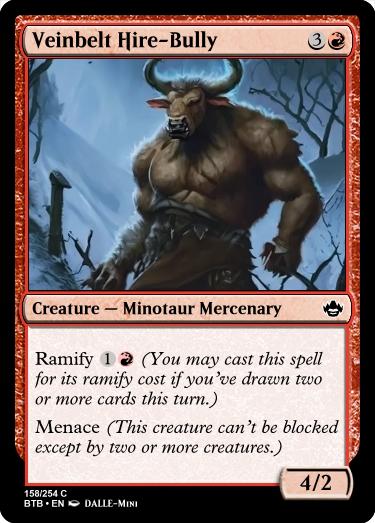 Veinbelt Hire-Bully 3
Creature — Minotaur Mercenary
Ramify 1 (You may cast this spell
for its ramify cost if you've drawn two
or more cards this turn.)
Menace (This creature can't be blocked
except by two or more creatures.)
4/2
158/254 C
BTB • EN DALLE-Mini